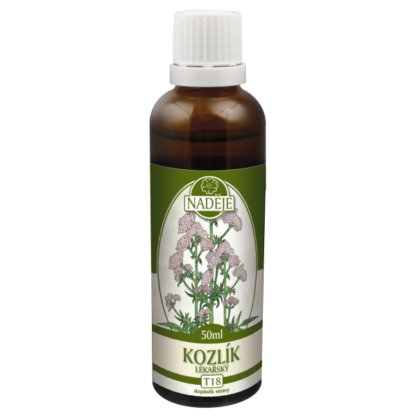 NADĚJE
50ml
KOZLÍK
LÉKAŘSKÝ
T18
doplněk stravy